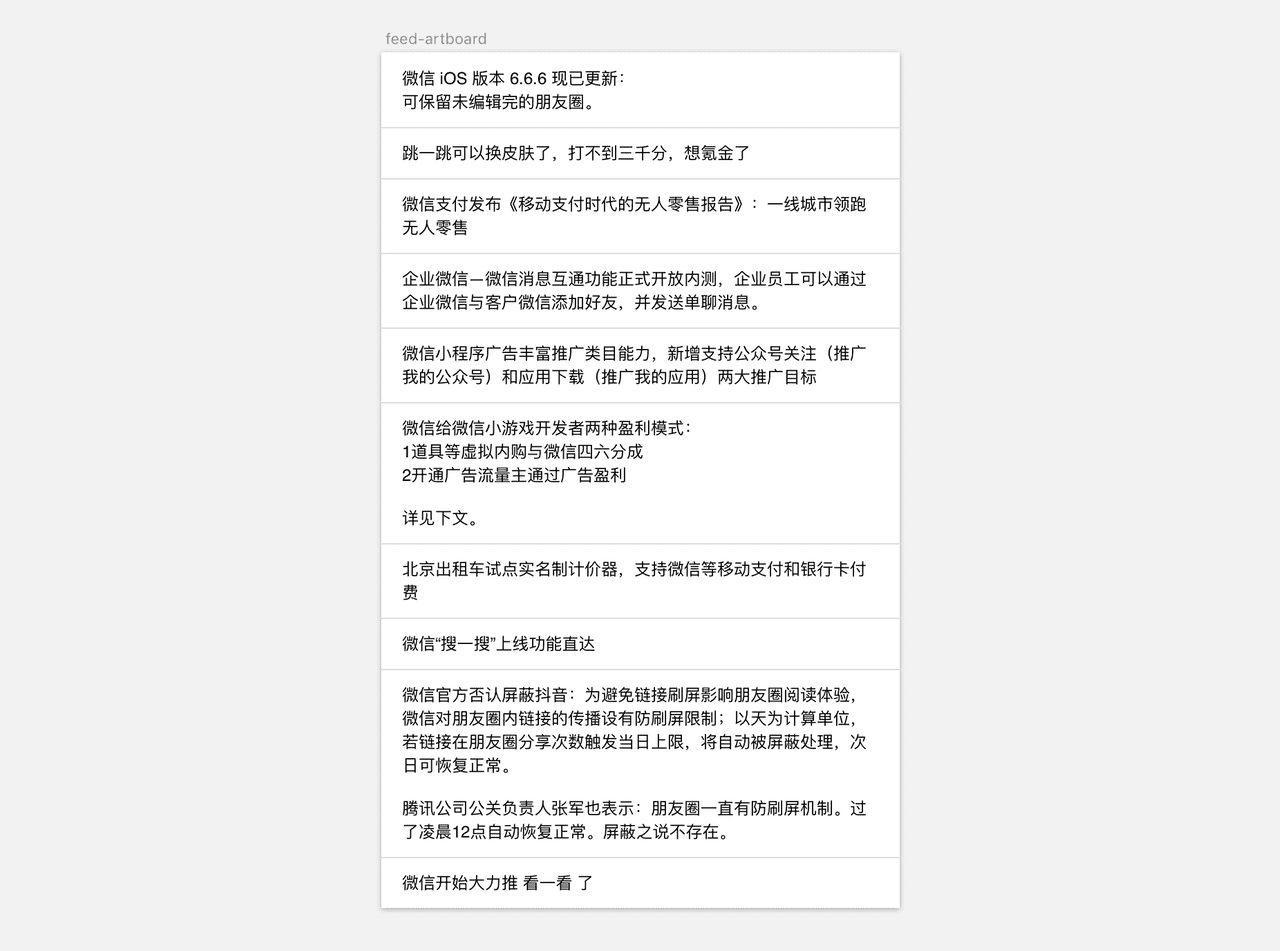 feed-artboard
微信 iOS 版本 6.6.6 现已更新：
可保留未编辑完的朋友圈。
跳一跳可以换皮肤了，打不到三千分，想氪金了
微信支付发布《移动支付时代的无人零售报告》：一线城市领跑
无人零售
企业微信—微信消息互通功能正式开放内测，企业员工可以通过
企业微信与客户微信添加好友，并发送单聊消息。
微信小程序广告丰富推广类目能力，新增支持公众号关注（推广
我的公众号）和应用下载（推广我的应用）两大推广目标
微信给微信小游戏开发者两种盈利模式：
1道具等虚拟内购与微信四六分成
2开通广告流量主通过广告盈利
详见下文。
北京出租车试点实名制计价器，支持微信等移动支付和银行卡付
费
微信“搜一搜”上线功能直达
微信官方否认屏蔽抖音：为避免链接刷屏影响朋友圈阅读体验，
微信对朋友圈内链接的传播设有防刷屏限制；以天为计算单位，
若链接在朋友圈分享次数触发当日上限，将自动被屏蔽处理，次
日可恢复正常。
腾讯公司公关负责人张军也表示：朋友圈一直有防刷屏机制。过
了凌晨12点自动恢复正常。屏蔽之说不存在。
微信开始大力推 看一看 了